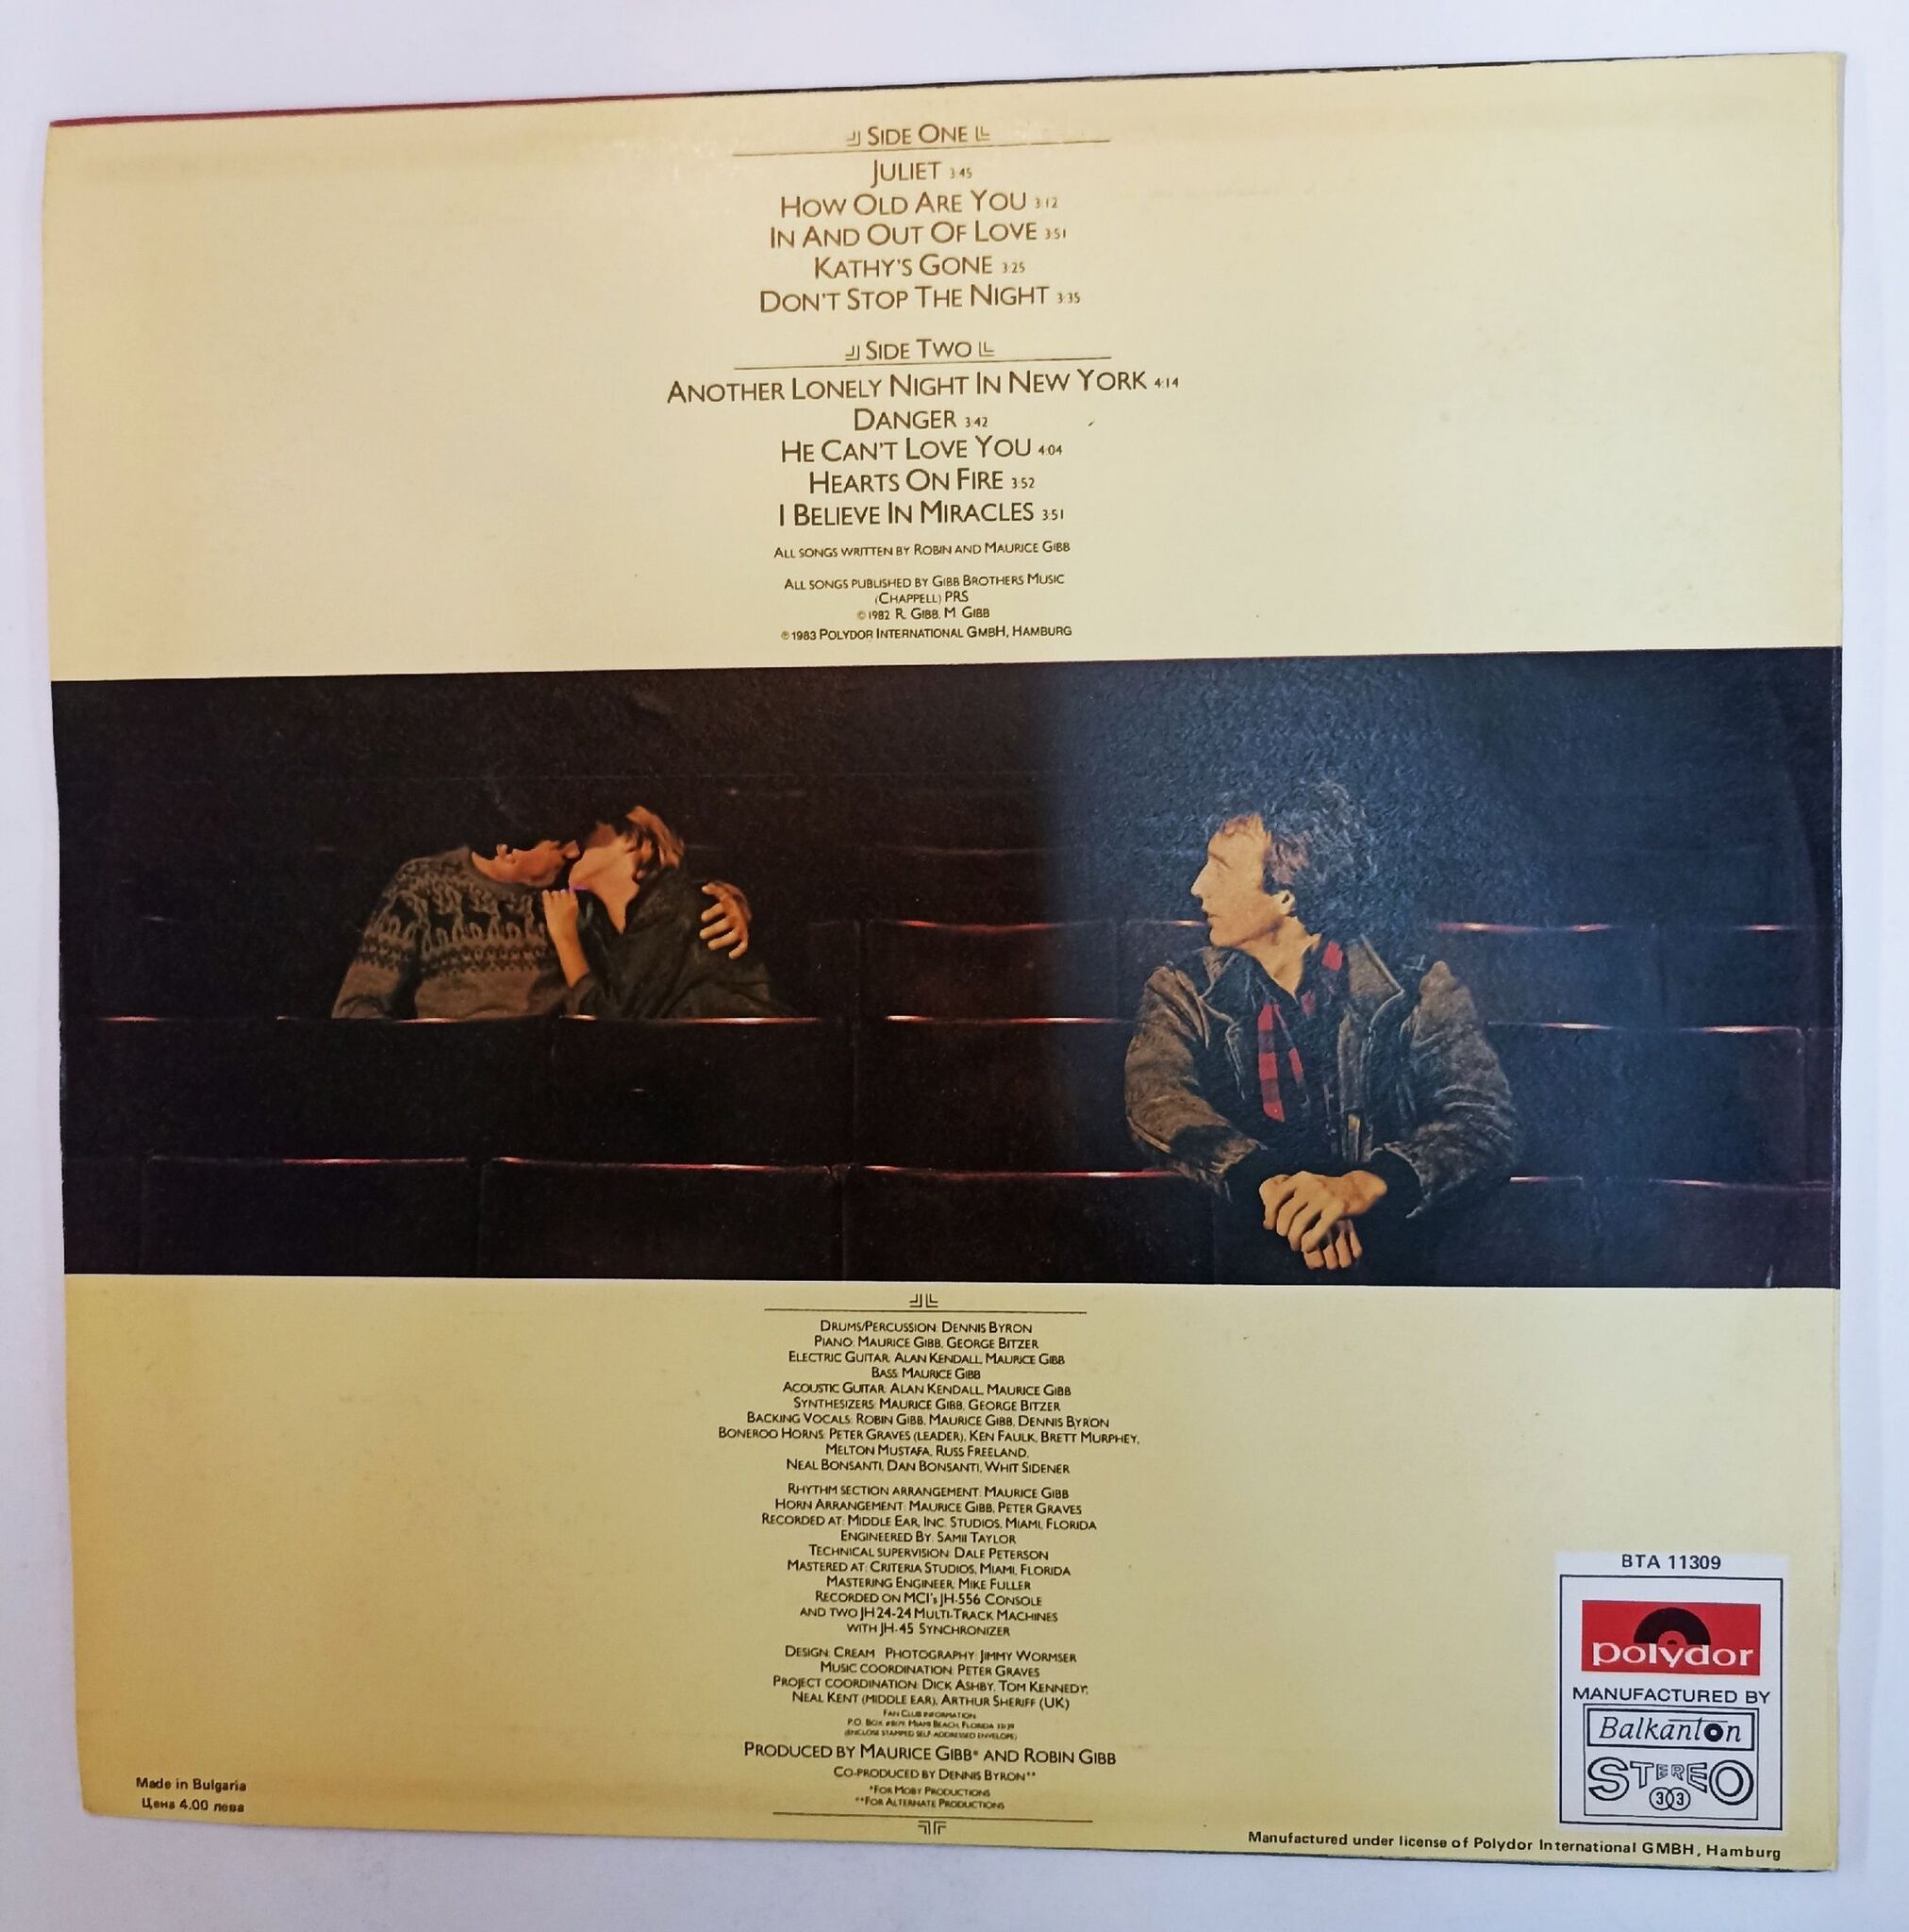 SIDE ONE
JULIET 3:45
HOW OLD ARE YOU 3:12
IN AND OUT OF LOVE 3:51
KATHY'S GONE 3:25
DON'T STOP THE NIGHT 3:35
SIDE TWO
ANOTHER LONELY NIGHT IN NEW YORK 4:14
DANGER 3:42
HE CAN'T LOVE YOU 4:04
HEARTS ON FIRE 3:52
I BELIEVE IN MIRACLES 3:51
ALL SONGS WRITTEN BY ROBIN AND MAURICE GIBB
ALL SONGS PUBLISHED BY GIBB BROTHERS MUSIC
(CHAPPELL) PRS
© 1982 R. GIBB, M. GIBB
℗ 1983 POLYDOR INTERNATIONAL GMBH, HAMBURG
DRUMS/PERCUSSION: DENNIS BYRON
PIANO: MAURICE GIBB, GEORGE BITZER
ELECTRIC GUITAR: ALAN KENDALL, MAURICE GIBB
BASS: MAURICE GIBB
ACOUSTIC GUITAR: ALAN KENDALL, MAURICE GIBB
SYNTHESIZERS: MAURICE GIBB, GEORGE BITZER
BACKING VOCALS: ROBIN GIBB, MAURICE GIBB, DENNIS BYRON
BONEROO HORNS: PETER GRAVES (LEADER), KEN FAULK, BRETT MURPHEY,
MELTON MUSTAFA, RUSS FREELAND,
NEAL BONSANTI, DAN BONSANTI, WHIT SIDENER
RHYTHM SECTION ARRANGEMENT: MAURICE GIBB
HORN ARRANGEMENT: MAURICE GIBB, PETER GRAVES
RECORDED AT: MIDDLE EAR, INC. STUDIOS, MIAMI, FLORIDA
ENGINEERED BY: SAMII TAYLOR
TECHNICAL SUPERVISION: DALE PETERSON
MASTERED AT: CRITERIA STUDIOS, MIAMI, FLORIDA
MASTERING ENGINEER: MIKE FULLER
RECORDED ON MCI's JH-556 CONSOLE
AND TWO JH 24-24 MULTI-TRACK MACHINES
WITH JH-45 SYNCHRONIZER
DESIGN: CREAM PHOTOGRAPHY: JIMMY WORMSER
MUSIC COORDINATION: PETER GRAVES
PROJECT COORDINATION: DICK ASHBY, TOM KENNEDY,
NEAL KENT (MIDDLE EAR), ARTHUR SHERIFF (UK)
FAN CLUB INFORMATION:
P.O. BOX MIAMI BEACH, FLORIDA
(ENCLOSE STAMPED SELF-ADDRESSED ENVELOPE)
PRODUCED BY MAURICE GIBB* AND ROBIN GIBB
CO-PRODUCED BY DENNIS BYRON**
*FOR MOBY PRODUCTIONS
**FOR ALTERNATE PRODUCTIONS
Made in Bulgaria
Цена 4.00 лева
BTA 11309
polydor
MANUFACTURED BY
Balkanton
STEREO
33
Manufactured under license of Polydor International GMBH, Hamburg